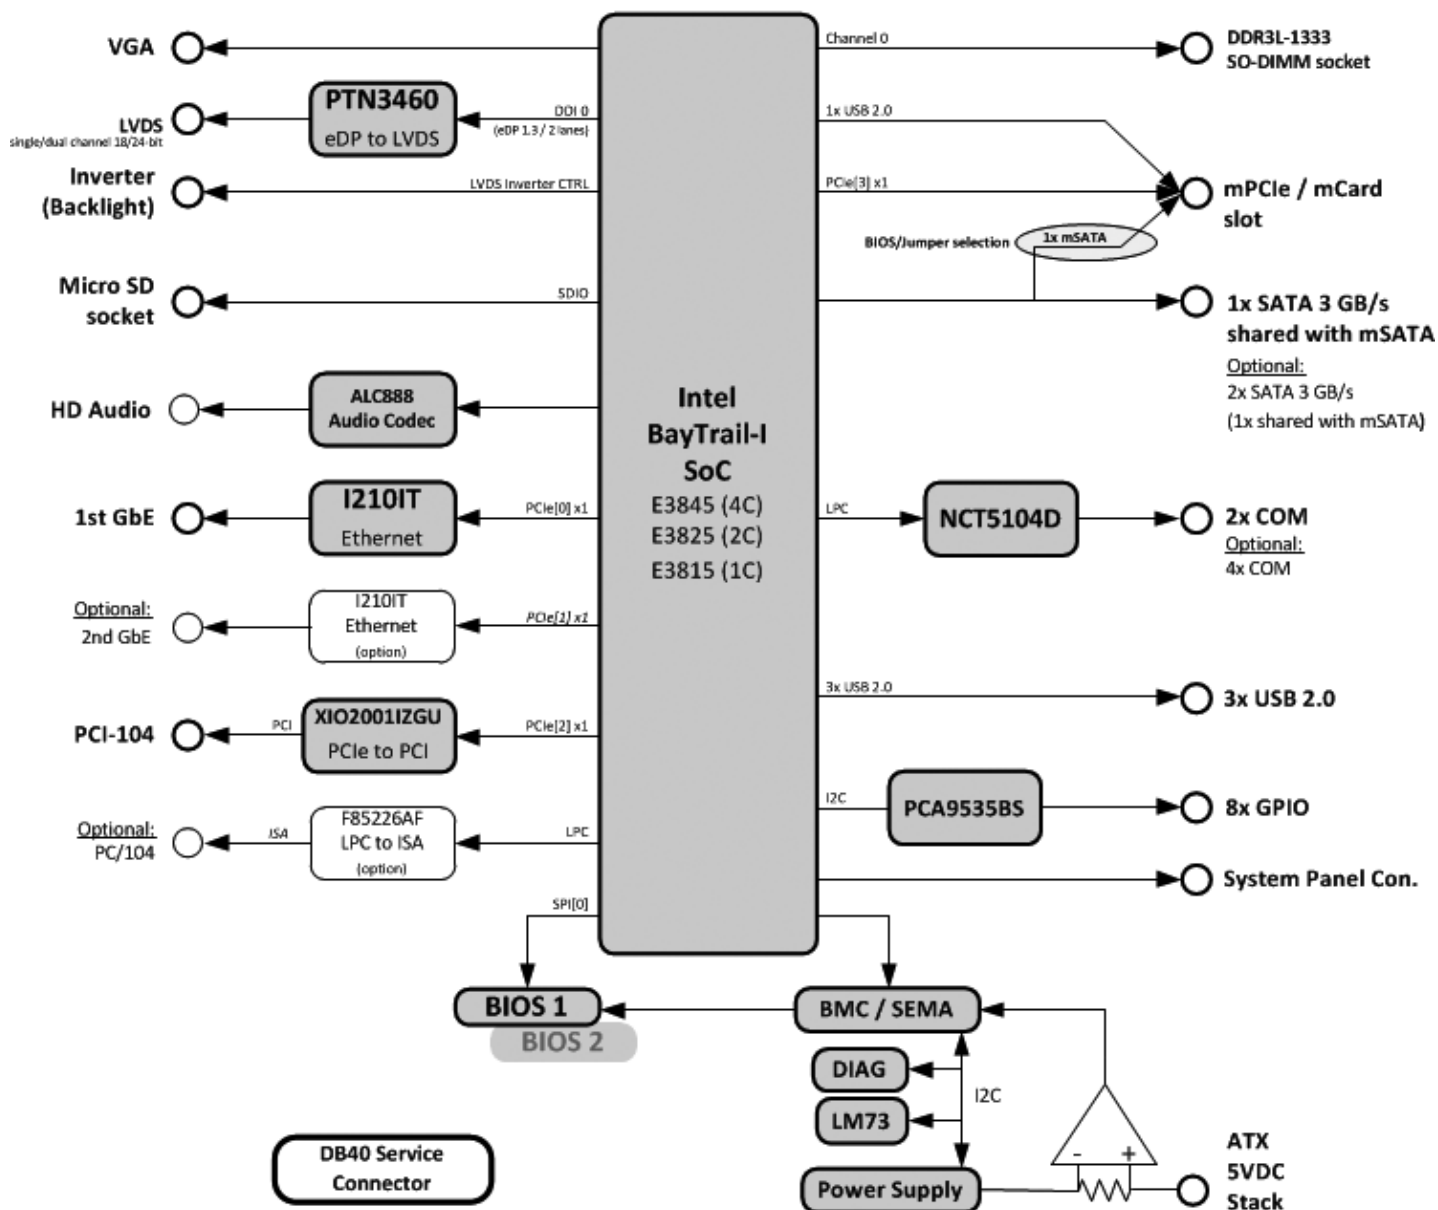 VGA
PTN3460
eDP to LVDS
DDI 0
(eDP 1.3 / 2 lanes)
LVDS
single/dual channel 18/24-bit
Inverter
(Backlight)
LVDS Inverter CTRL
Micro SD
socket
SDIO
HD Audio
ALC888
Audio Codec
1st GbE
I210IT
Ethernet
PCIe[0] x1
Optional:
2nd GbE
I210IT
Ethernet
(option)
PCIe[1] x1
PCI-104
PCI
XIO2001IZGU
PCIe to PCI
PCIe[2] x1
Optional:
PC/104
ISA
F85226AF
LPC to ISA
(option)
LPC
SPI[0]
Intel
BayTrail-I
SoC
E3845 (4C)
E3825 (2C)
E3815 (1C)
Channel 0
DDR3L-1333
SO-DIMM socket
1x USB 2.0
PCIe[3] x1
mPCIe / mCard
slot
BIOS/Jumper selection
1x mSATA
1x SATA 3 GB/s
shared with mSATA
Optional:
2x SATA 3 GB/s
(1x shared with mSATA)
LPC
NCT5104D
2x COM
Optional:
4x COM
3x USB 2.0
3x USB 2.0
I2C
PCA9535BS
8x GPIO
System Panel Con.
BIOS 1
BIOS 2
BMC / SEMA
DIAG
LM73
I2C
Power Supply
- +
ATX
5VDC
Stack
DB40 Service
Connector